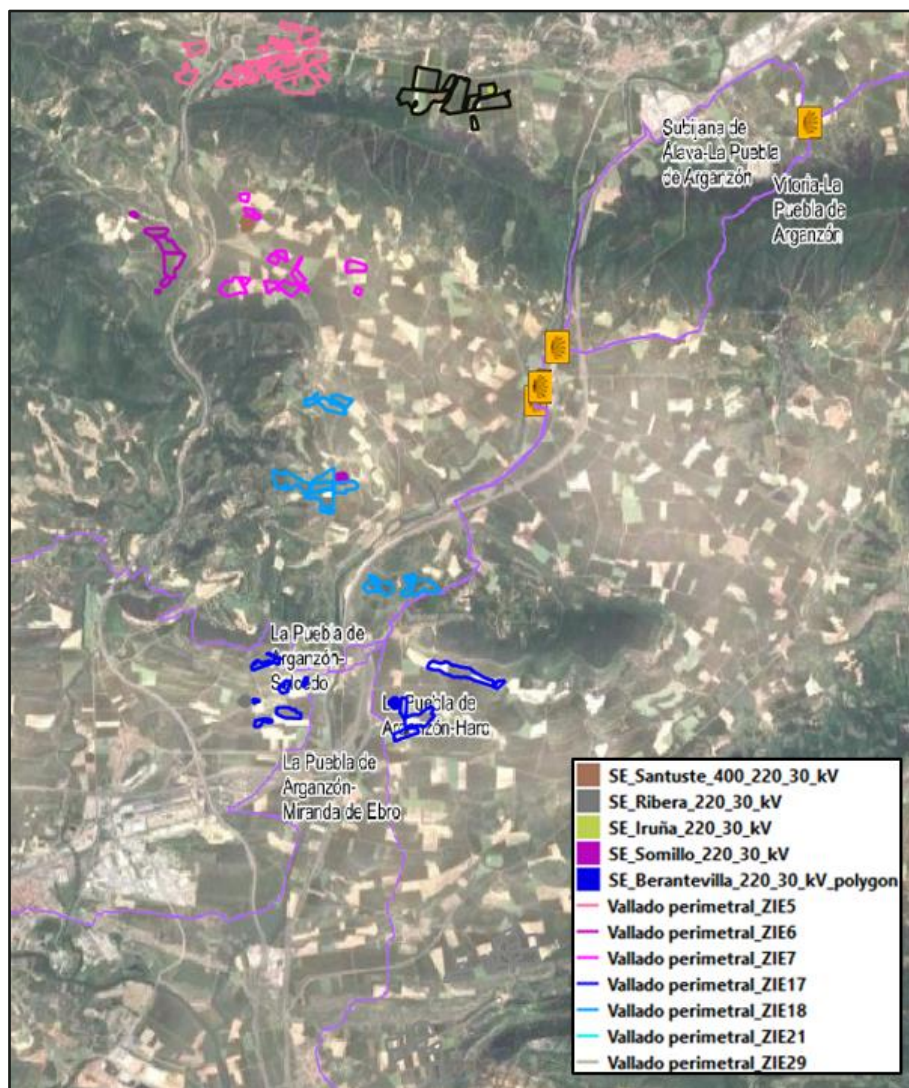 Subijana de
Álava-La Puebla
de Arganzón
Vitoria-La
Puebla de
Arganzón
La Puebla de
Arganzón-
Salcedo
La Puebla de
Arganzón-Haro
La Puebla de
Arganzón-
Miranda de Ebro
SE_Santuste_400_220_30_kV
SE_Ribera_220_30_kV
SE_Iruña_220_30_kV
SE_Somillo_220_30_kV
SE_Berantevilla_220_30_kV_polygon
Vallado perimetral_ZIE5
Vallado perimetral_ZIE6
Vallado perimetral_ZIE7
Vallado perimetral_ZIE17
Vallado perimetral_ZIE18
Vallado perimetral_ZIE21
Vallado perimetral_ZIE29